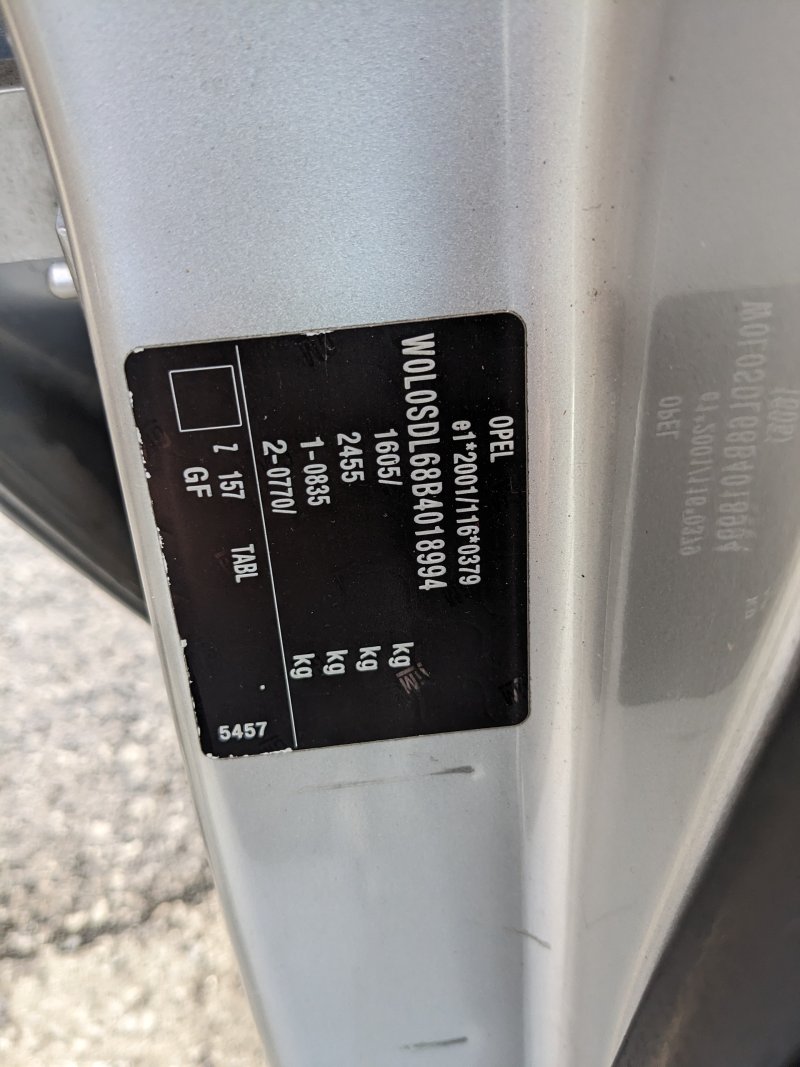 OPEL
e1*2001/116*0379
W0L0SDL68B4018994
1605/ kg
2455 kg
1-0835 kg
2-0770/ kg
Z 157 TABL 5457
GF